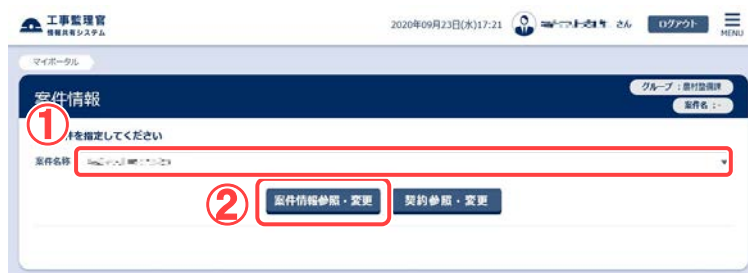 工事監理官
情報共有システム
2020年09月23日(水)17:21
さん
ログアウト
MENU
マイポータル
案件情報
グループ：農村整備課
案件名：-
①
件を指定してください
案件名称
②
案件情報参照・変更
契約参照・変更